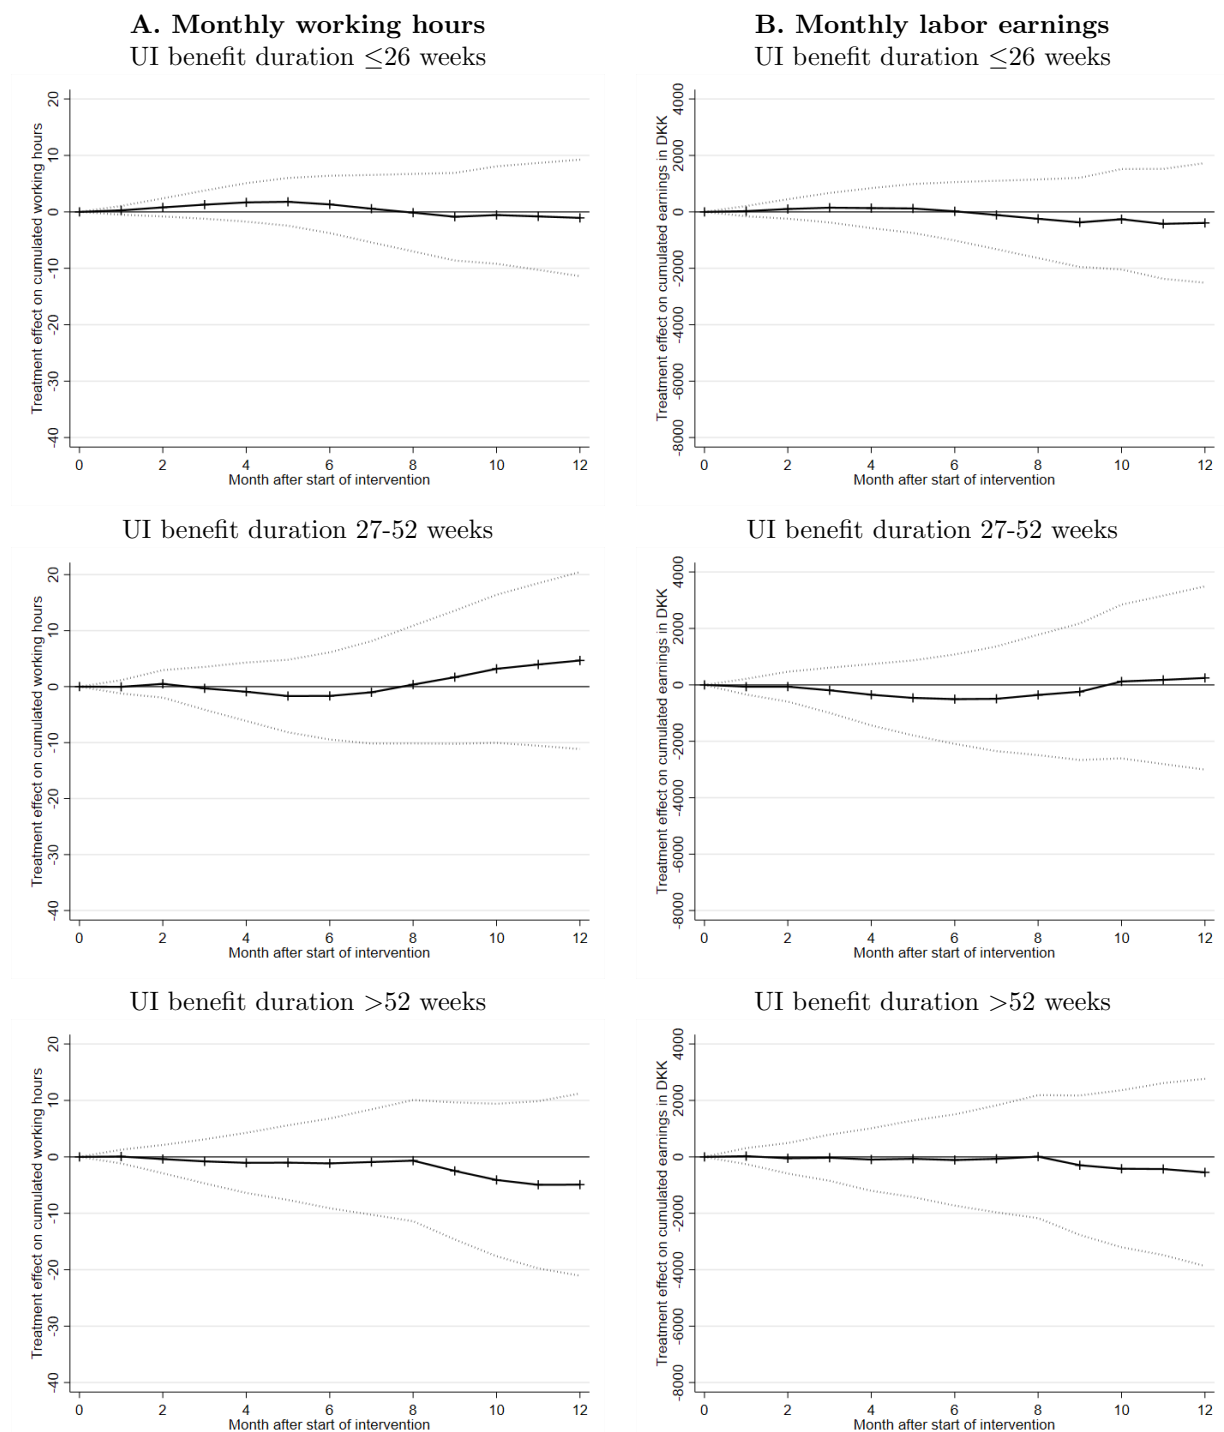 A. Monthly working hours
UI benefit duration ≤26 weeks
Treatment effect on cumulated working hours
20
10
0
-10
-20
-30
-40
0 2 4 6 8 10 12
Month after start of intervention
B. Monthly labor earnings
UI benefit duration ≤26 weeks
Treatment effect on cumulated earnings in DKK
4000
2000
0
-2000
-4000
-6000
-8000
0 2 4 6 8 10 12
Month after start of intervention
UI benefit duration 27-52 weeks
Treatment effect on cumulated working hours
20
10
0
-10
-20
-30
-40
0 2 4 6 8 10 12
Month after start of intervention
UI benefit duration 27-52 weeks
Treatment effect on cumulated earnings in DKK
4000
2000
0
-2000
-4000
-6000
-8000
0 2 4 6 8 10 12
Month after start of intervention
UI benefit duration >52 weeks
Treatment effect on cumulated working hours
20
10
0
-10
-20
-30
-40
0 2 4 6 8 10 12
Month after start of intervention
UI benefit duration >52 weeks
Treatment effect on cumulated earnings in DKK
4000
2000
0
-2000
-4000
-6000
-8000
0 2 4 6 8 10 12
Month after start of intervention